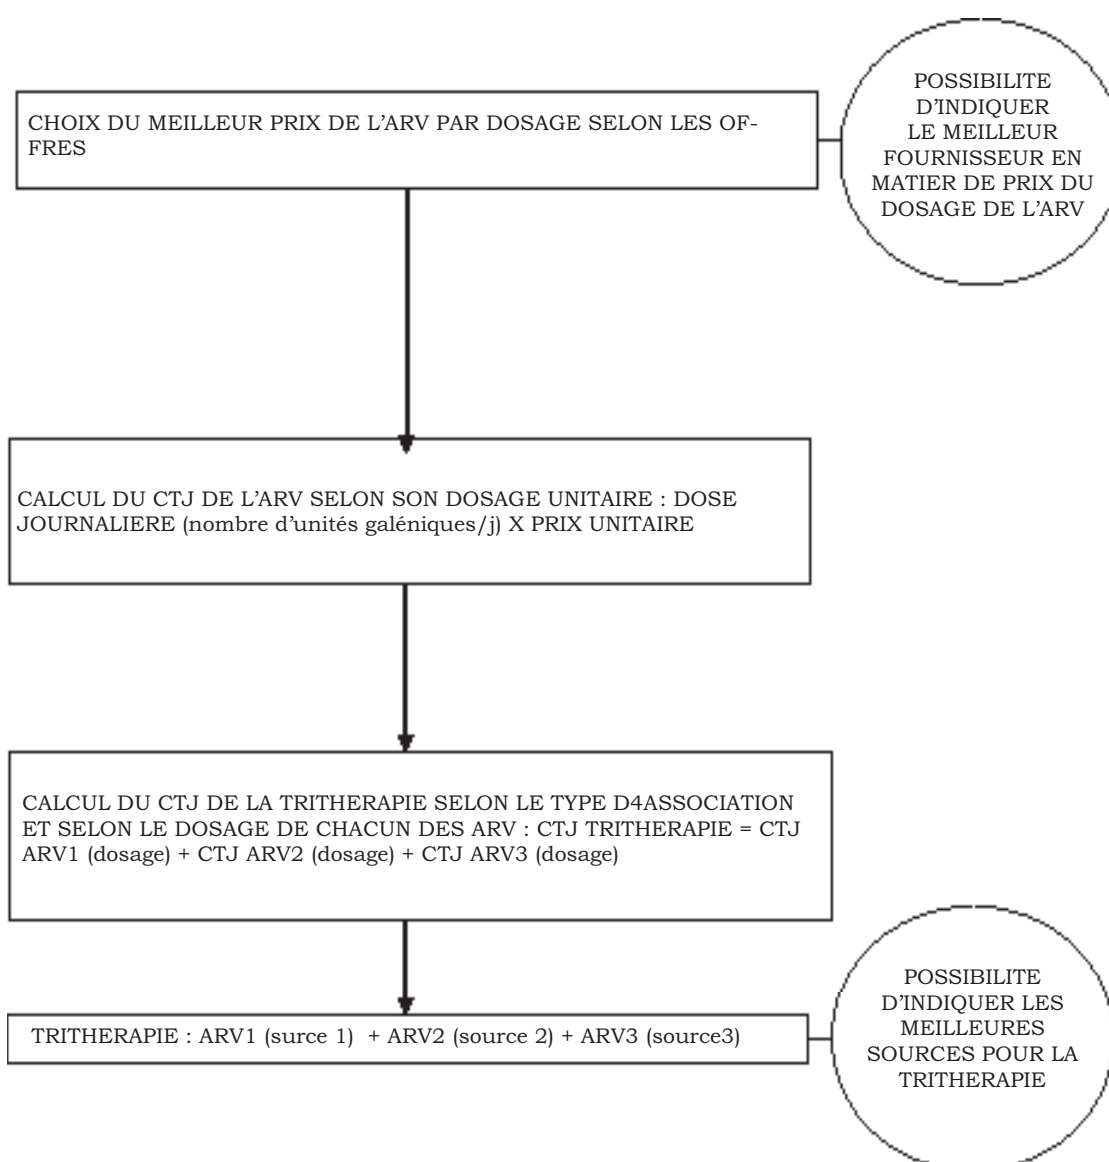 CHOIX DU MEILLEUR PRIX DE L'ARV PAR DOSAGE SELON LES OF-
FRES
POSSIBILITE
D'INDIQUER
LE MEILLEUR
FOURNISSEUR EN
MATIER DE PRIX DU
DOSAGE DE L'ARV
CALCUL DU CTJ DE L'ARV SELON SON DOSAGE UNITAIRE : DOSE
JOURNALIERE (nombre d'unités galéniques/j) X PRIX UNITAIRE
CALCUL DU CTJ DE LA TRITHERAPIE SELON LE TYPE D4ASSOCIATION
ET SELON LE DOSAGE DE CHACUN DES ARV : CTJ TRITHERAPIE = CTJ
ARV1 (dosage) + CTJ ARV2 (dosage) + CTJ ARV3 (dosage)
TRITHERAPIE : ARV1 (surce 1) + ARV2 (source 2) + ARV3 (source3)
POSSIBILITE
D'INDIQUER LES
MEILLEURES
SOURCES POUR LA
TRITHERAPIE